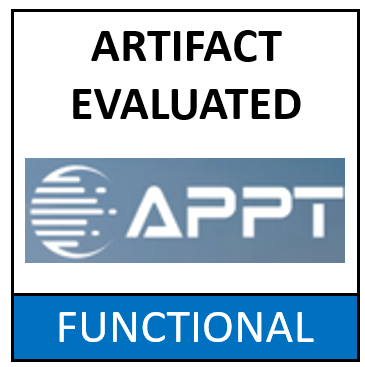 ARTIFACT
EVALUATED
APPT
FUNCTIONAL